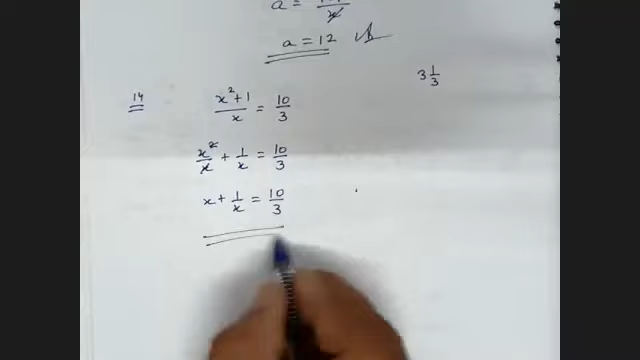 a =
a = 12
3 1/3
14
x²+1/x = 10/3
x²/x + 1/x = 10/3
x + 1/x = 10/3